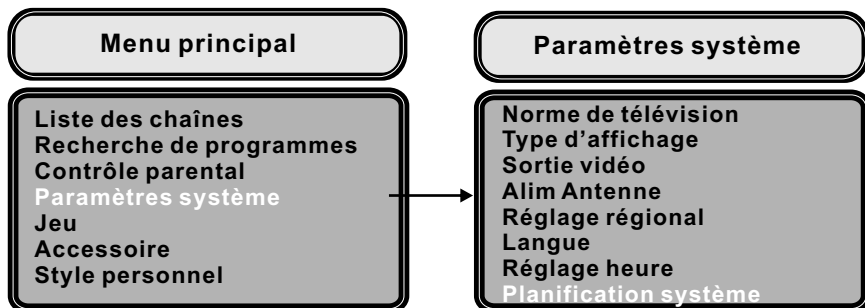 Menu principal
Liste des chaînes
Recherche de programmes
Contrôle parental
Paramètres système
Jeu
Accessoire
Style personnel
Paramètres système
Norme de télévision
Type d’affichage
Sortie vidéo
Alim Antenne
Réglage régional
Langue
Réglage heure
Planification système